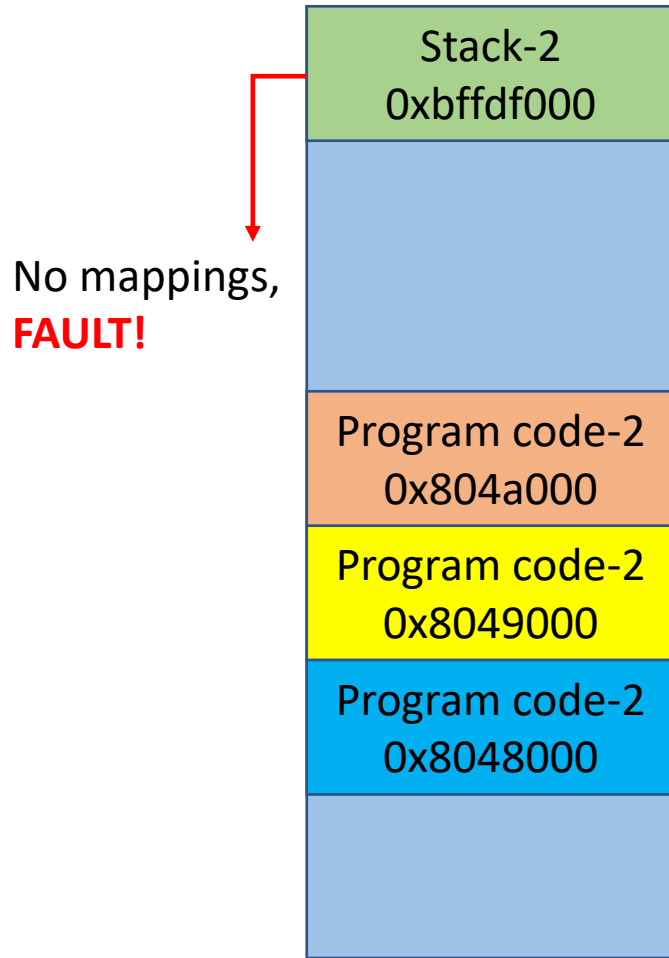 Stack-2
0xbffdf000
No mappings,
FAULT!
Program code-2
0x804a000
Program code-2
0x8049000
Program code-2
0x8048000